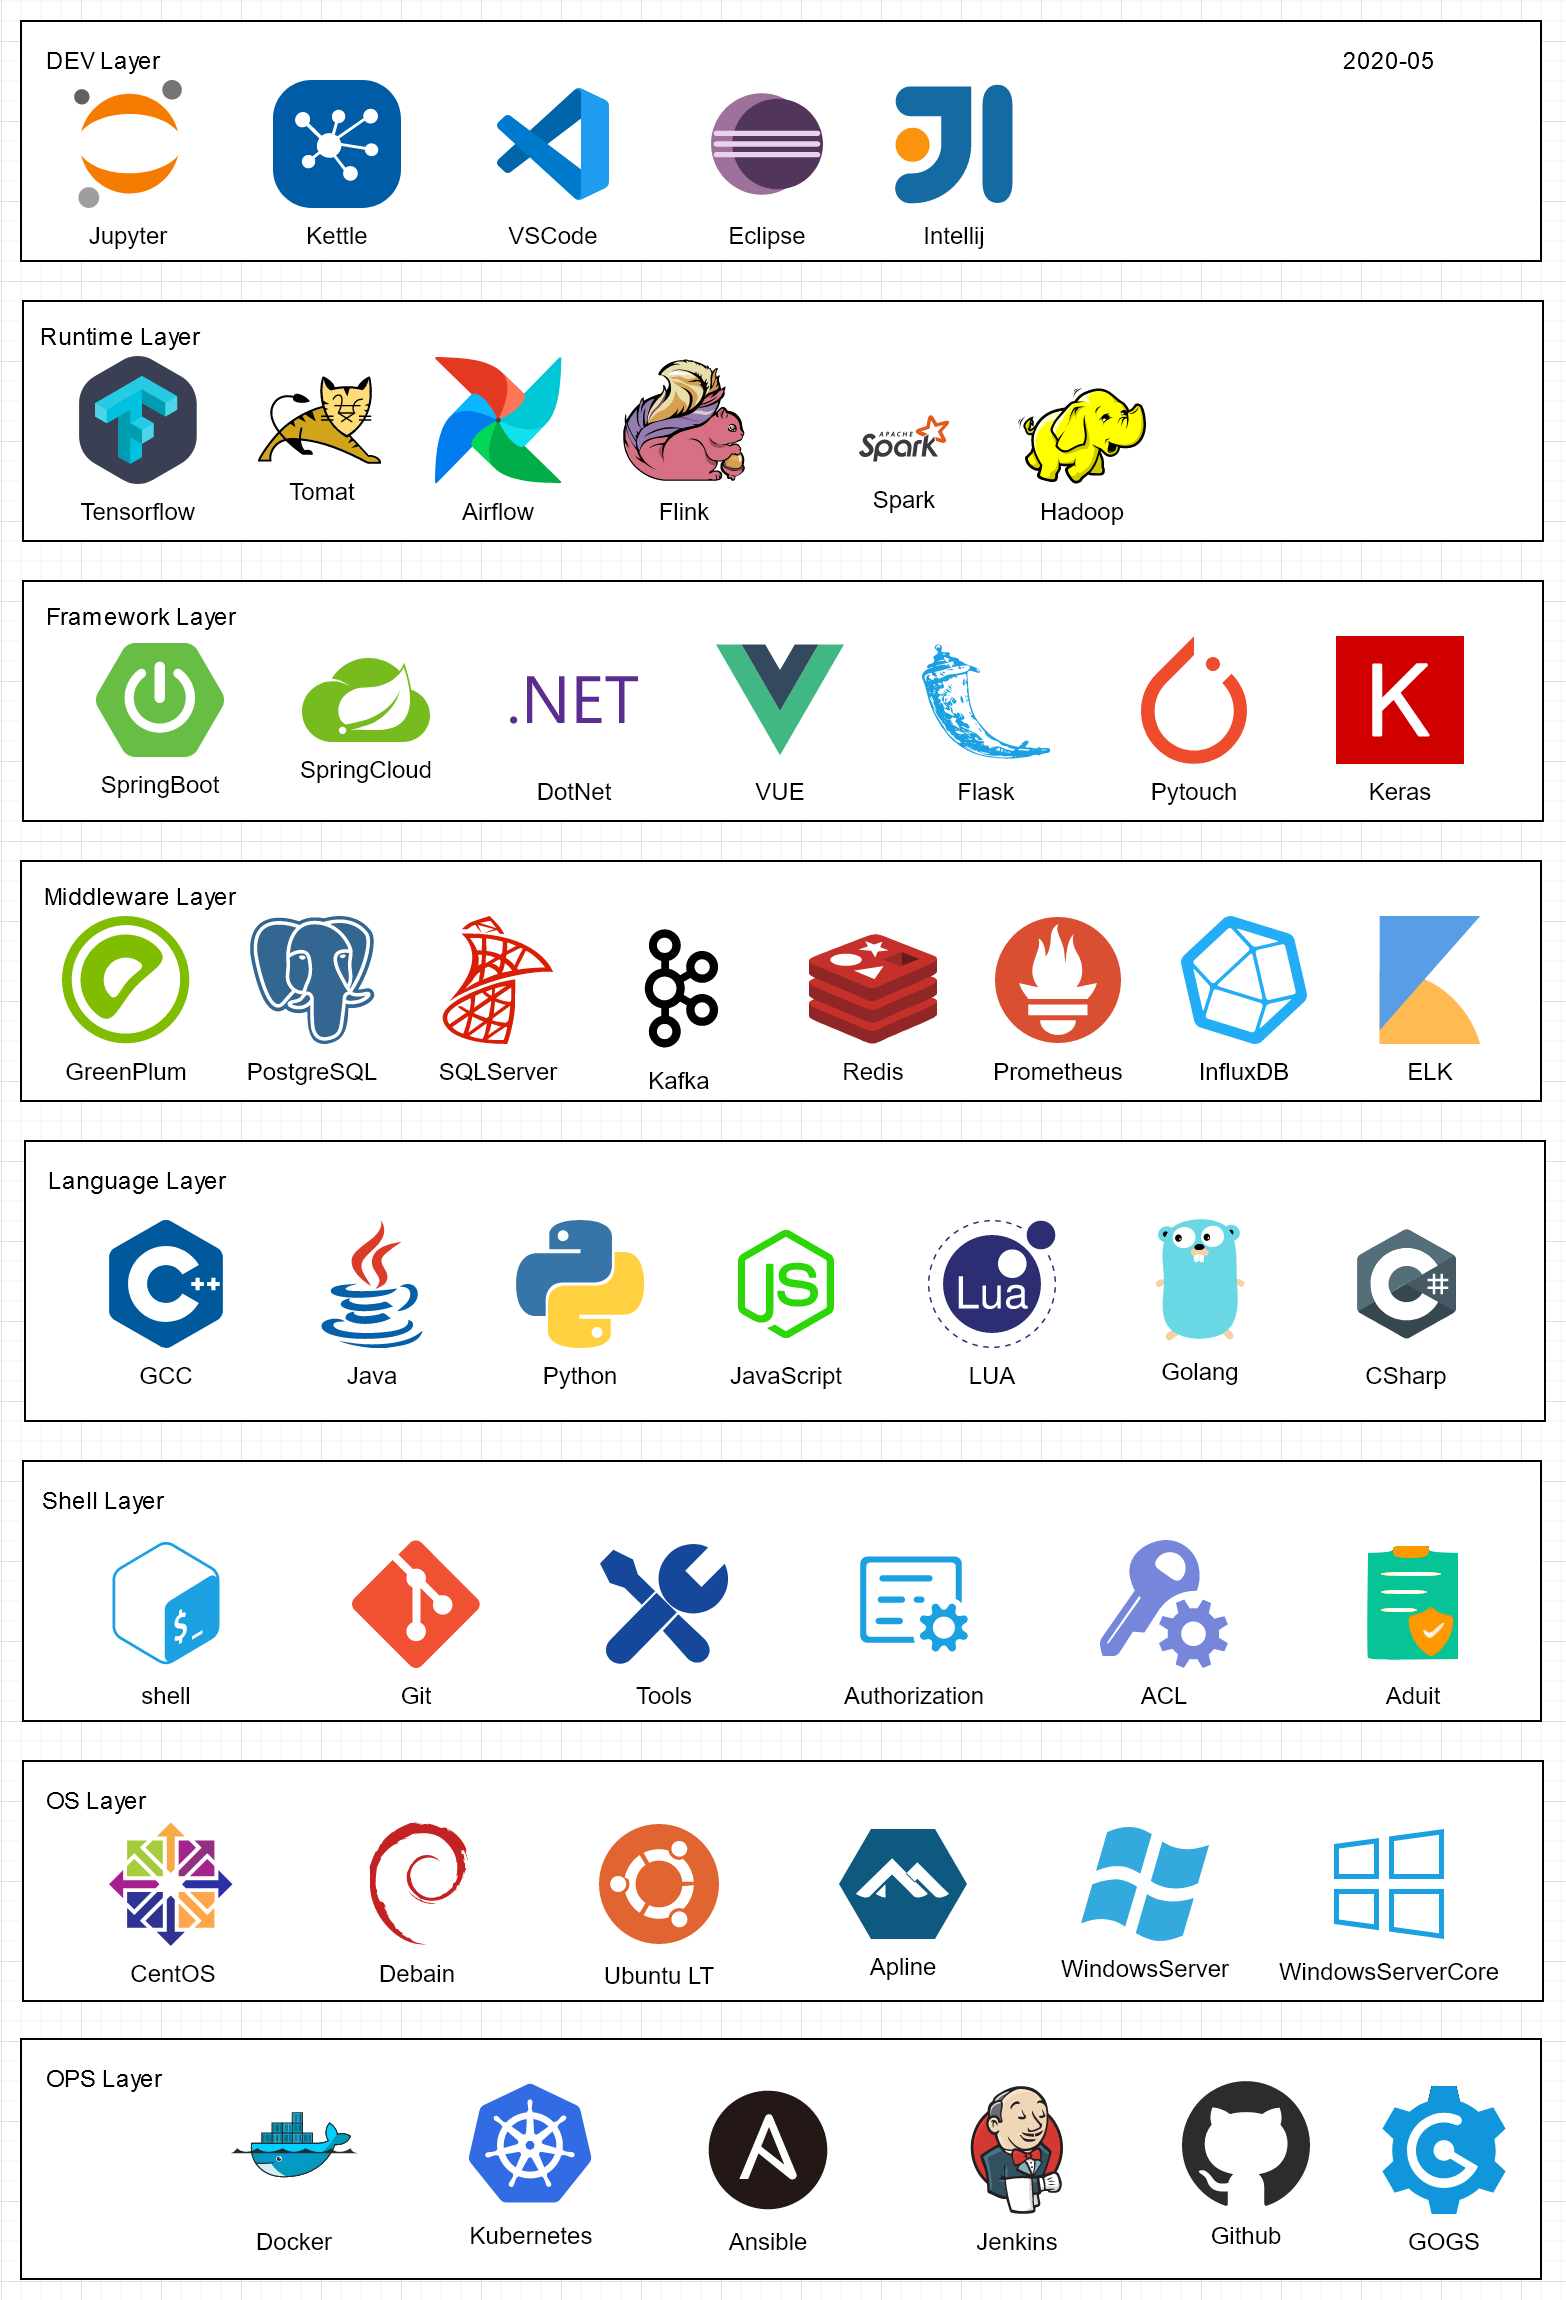 DEV Layer
2020-05
Jupyter
Kettle
VSCode
Eclipse
Intellij
Runtime Layer
APACHE
Spark
Tensorflow
Tomat
Airflow
Flink
Spark
Hadoop
Framework Layer
.NET
K
SpringBoot
SpringCloud
DotNet
VUE
Flask
Pytouch
Keras
Middleware Layer
GreenPlum
PostgreSQL
SQLServer
Kafka
Redis
Prometheus
InfluxDB
ELK
Language Layer
C++
JS
Lua
C#
GCC
Java
Python
JavaScript
LUA
Golang
CSharp
Shell Layer
$_
shell
Git
Tools
Authorization
ACL
Aduit
OS Layer
CentOS
Debain
Ubuntu LT
Apline
WindowsServer
WindowsServerCore
OPS Layer
Docker
Kubernetes
Ansible
Jenkins
Github
GOGS